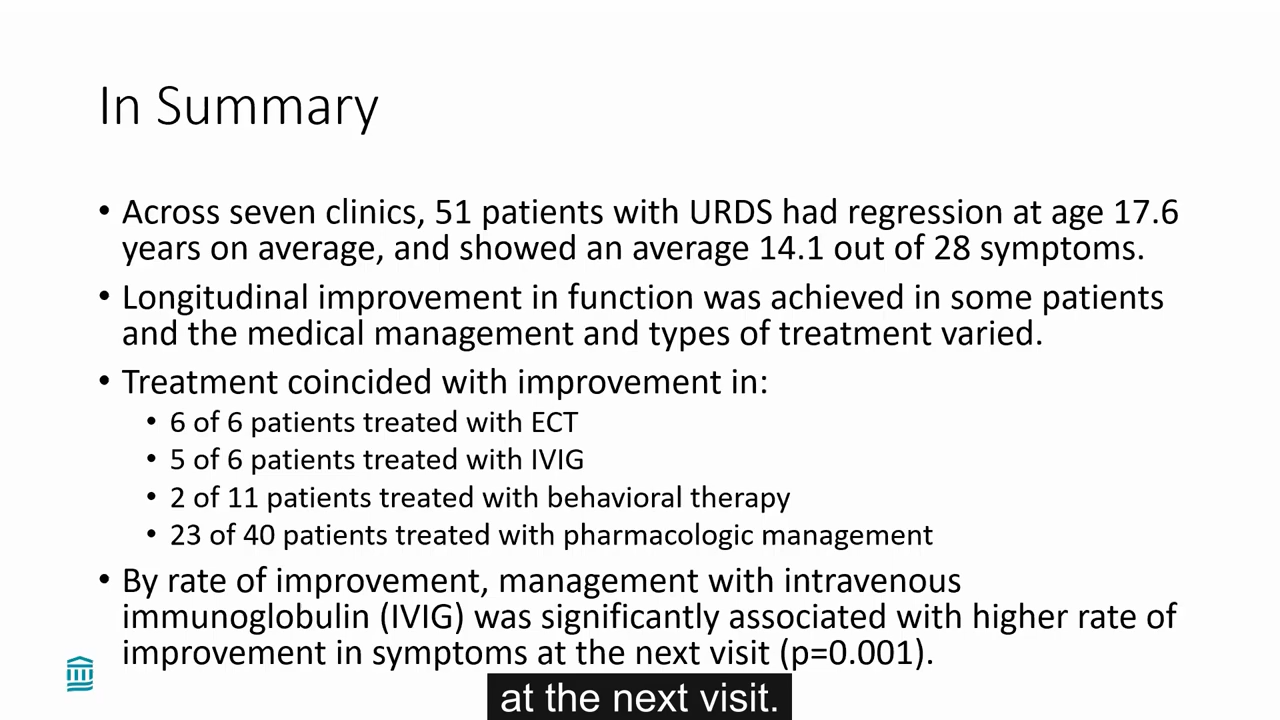 In Summary
• Across seven clinics, 51 patients with URDS had regression at age 17.6
years on average, and showed an average 14.1 out of 28 symptoms.
• Longitudinal improvement in function was achieved in some patients
and the medical management and types of treatment varied.
• Treatment coincided with improvement in:
• 6 of 6 patients treated with ECT
• 5 of 6 patients treated with IVIG
• 2 of 11 patients treated with behavioral therapy
• 23 of 40 patients treated with pharmacologic management
• By rate of improvement, management with intravenous
immunoglobulin (IVIG) was significantly associated with higher rate of
improvement in symptoms at the next visit (p=0.001).
at the next visit.